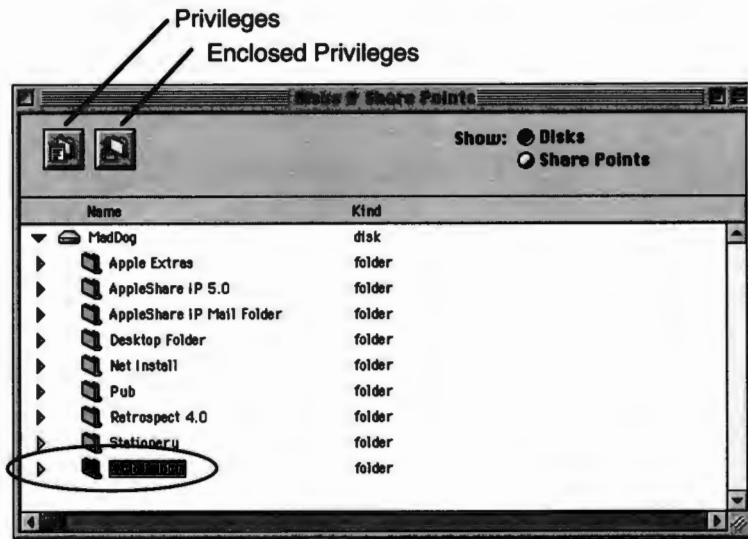 Privileges
Enclosed Privileges
Disks & Share Points
Show: Disks
Share Points
Name Kind
MadDog disk
Apple Extras folder
AppleShare IP 5.0 folder
AppleShare IP Mail Folder folder
Desktop Folder folder
Net Install folder
Pub folder
Retrospect 4.0 folder
Stationery folder
folder